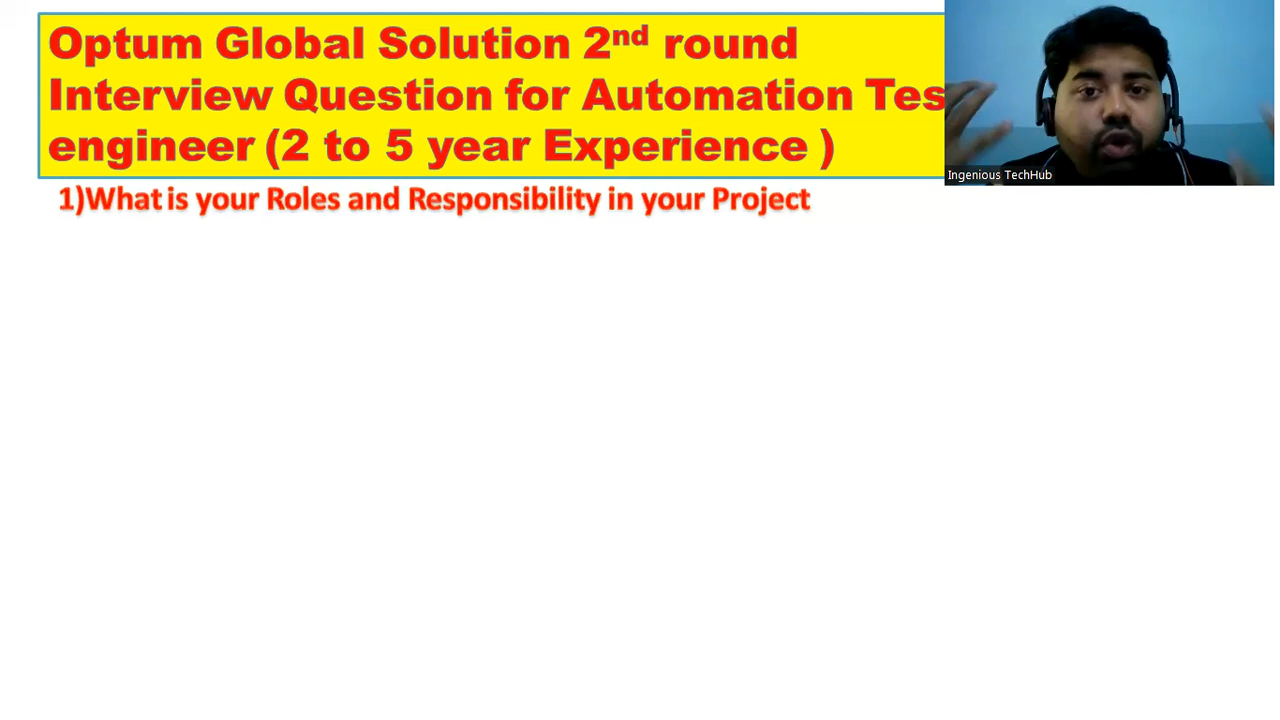 Optum Global Solution 2nd round
Interview Question for Automation Tes
engineer (2 to 5 year Experience )
Ingenious TechHub
1)What is your Roles and Responsibility in your Project